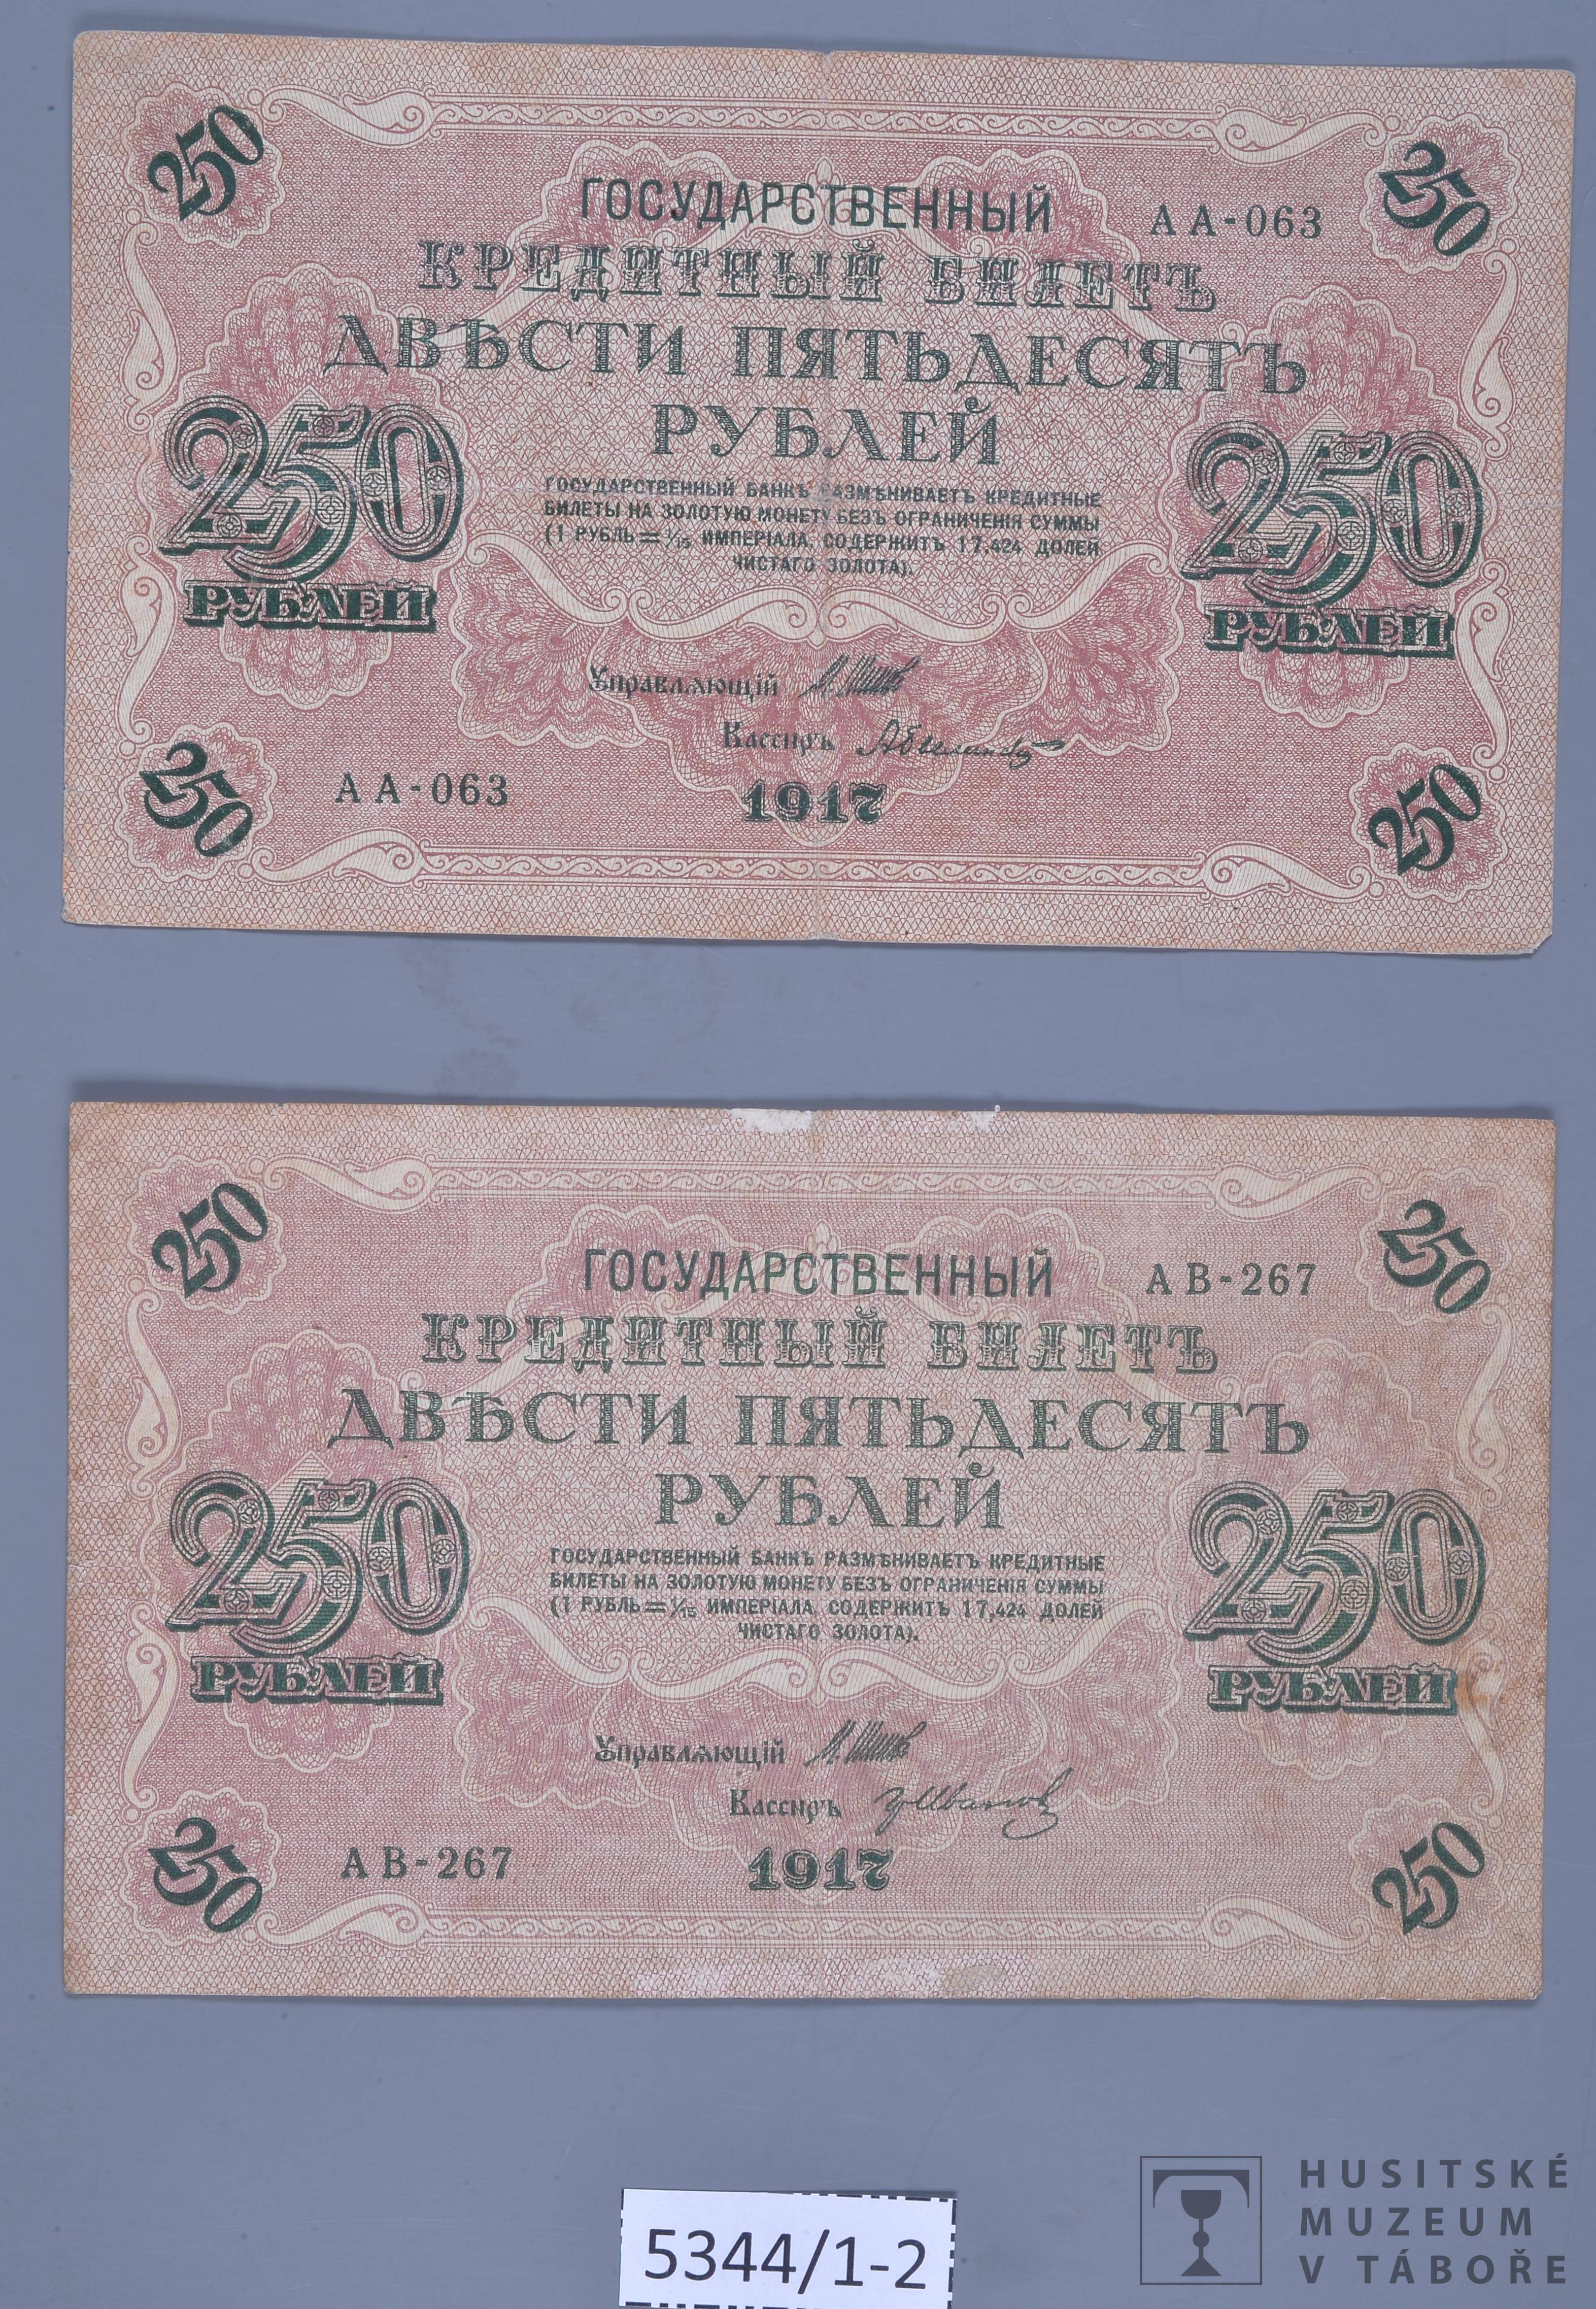 250
250
ГОСУДАРСТВЕННЫЙ
АА-063
КРЕДИТНЫЙ БИЛЕТЪ
ДВѢСТИ ПЯТЬДЕСЯТЪ
РУБЛЕЙ
250
РУБЛЕЙ
250
РУБЛЕЙ
ГОСУДАРСТВЕННЫЙ БАНКЪ РАЗМѢНИВАЕТЪ КРЕДИТНЫЕ
БИЛЕТЫ НА ЗОЛОТУЮ МОНЕТУ БЕЗЪ ОГРАНИЧЕНІЯ СУММЫ
(1 РУБЛЬ = 1/15 ИМПЕРІАЛА, СОДЕРЖИТЪ 17,424 ДОЛЕЙ
ЧИСТАГО ЗОЛОТА).
Управляющій
Кассиръ
250
АА-063
1917
250
250
250
ГОСУДАРСТВЕННЫЙ
АВ-267
КРЕДИТНЫЙ БИЛЕТЪ
ДВѢСТИ ПЯТЬДЕСЯТЪ
РУБЛЕЙ
250
РУБЛЕЙ
250
РУБЛЕЙ
ГОСУДАРСТВЕННЫЙ БАНКЪ РАЗМѢНИВАЕТЪ КРЕДИТНЫЕ
БИЛЕТЫ НА ЗОЛОТУЮ МОНЕТУ БЕЗЪ ОГРАНИЧЕНІЯ СУММЫ
(1 РУБЛЬ = 1/15 ИМПЕРІАЛА, СОДЕРЖИТЪ 17,424 ДОЛЕЙ
ЧИСТАГО ЗОЛОТА).
Управляющій
Кассиръ Гр Иванов
250
АВ-267
1917
250
5344/1-2
HUSITSKÉ
MUZEUM
V TÁBOŘE